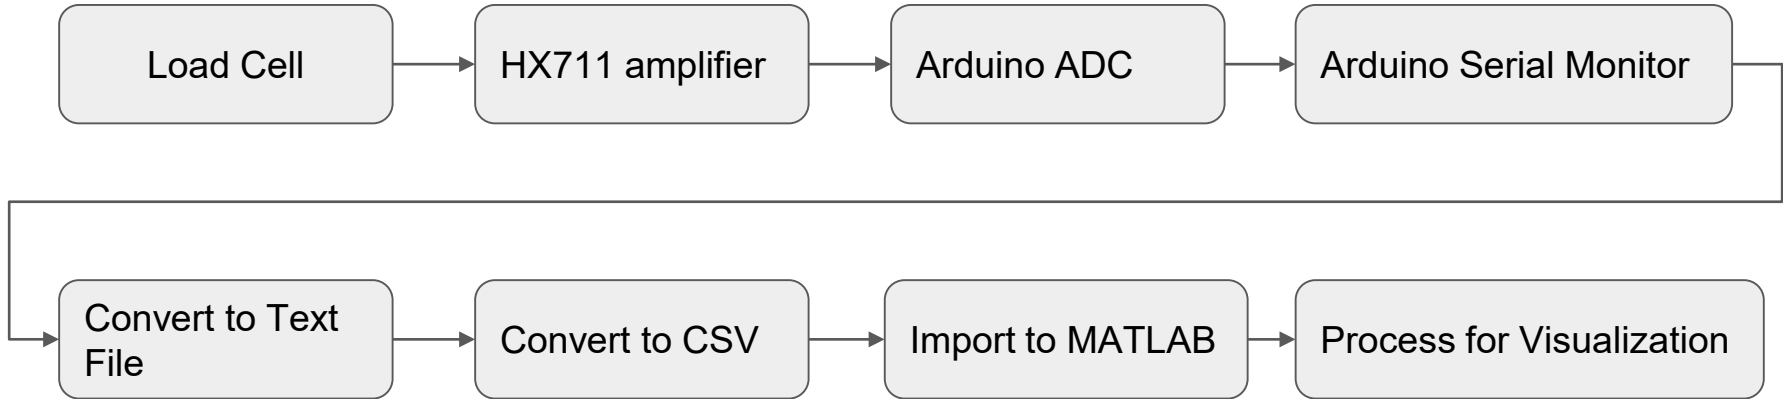 Load Cell
HX711 amplifier
Arduino ADC
Arduino Serial Monitor
Convert to Text
File
Convert to CSV
Import to MATLAB
Process for Visualization